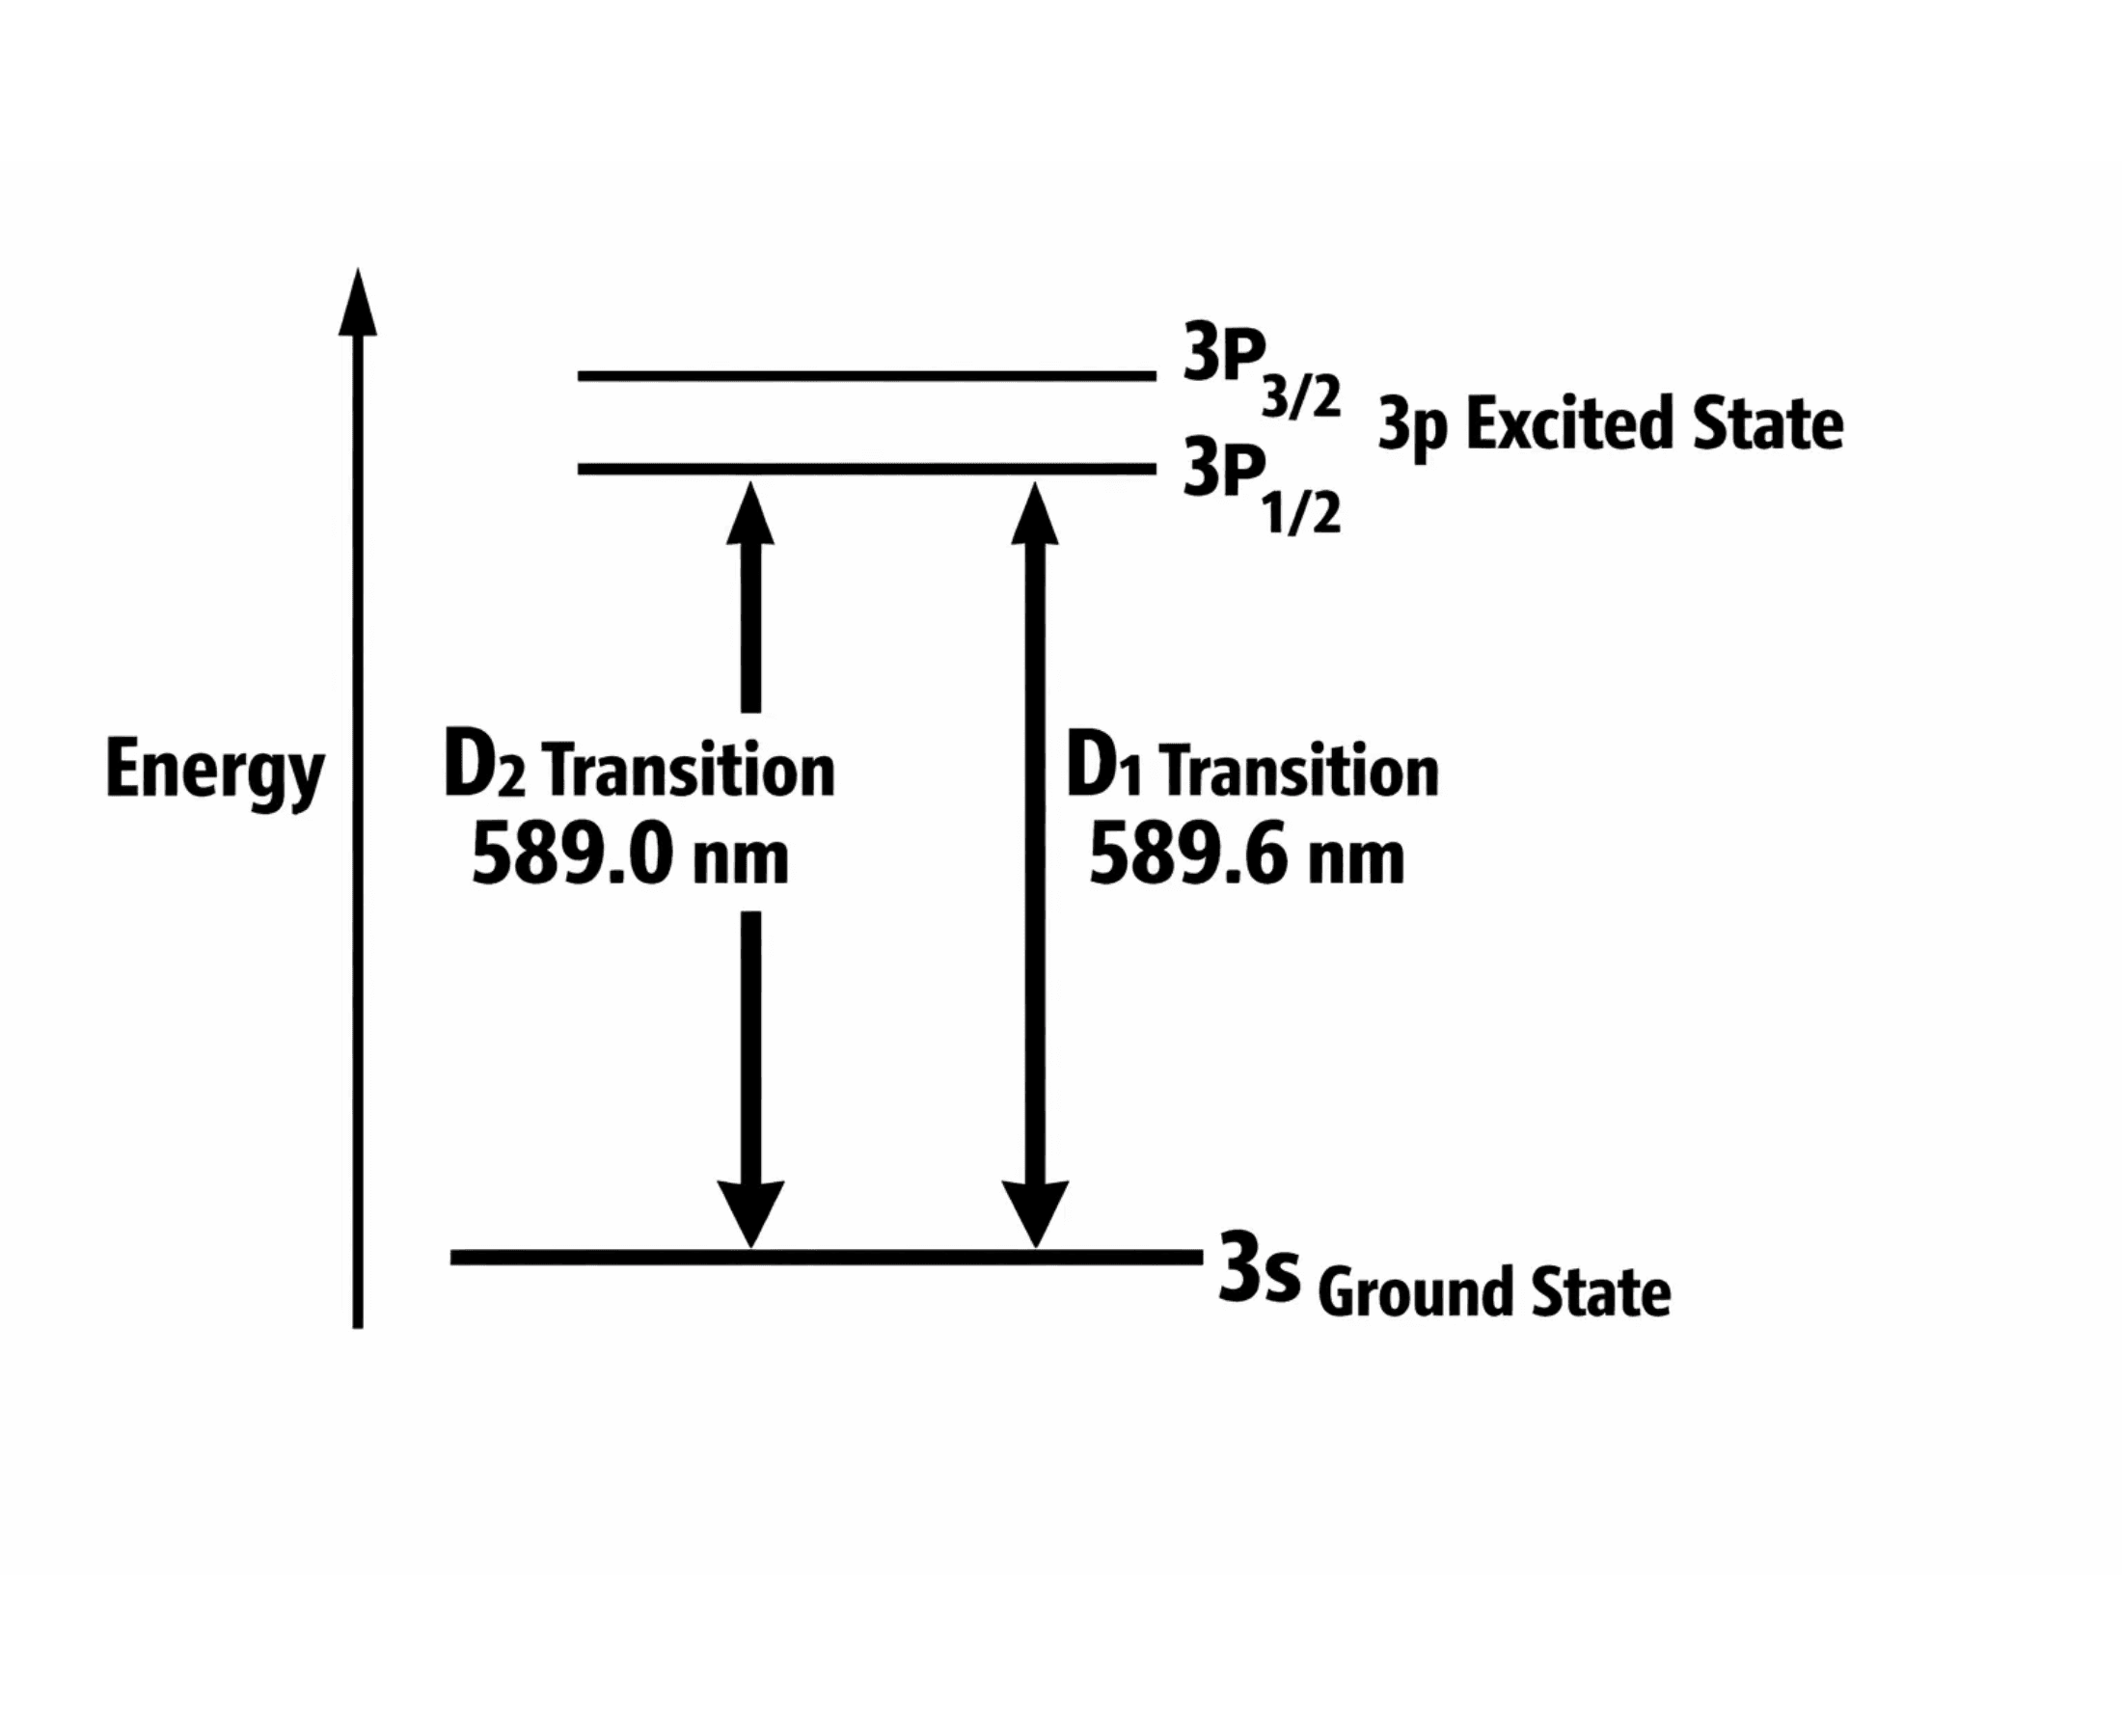 3P3/2
3p Excited State
3P1/2
Energy
D2 Transition
589.0 nm
D1 Transition
589.6 nm
3s Ground State